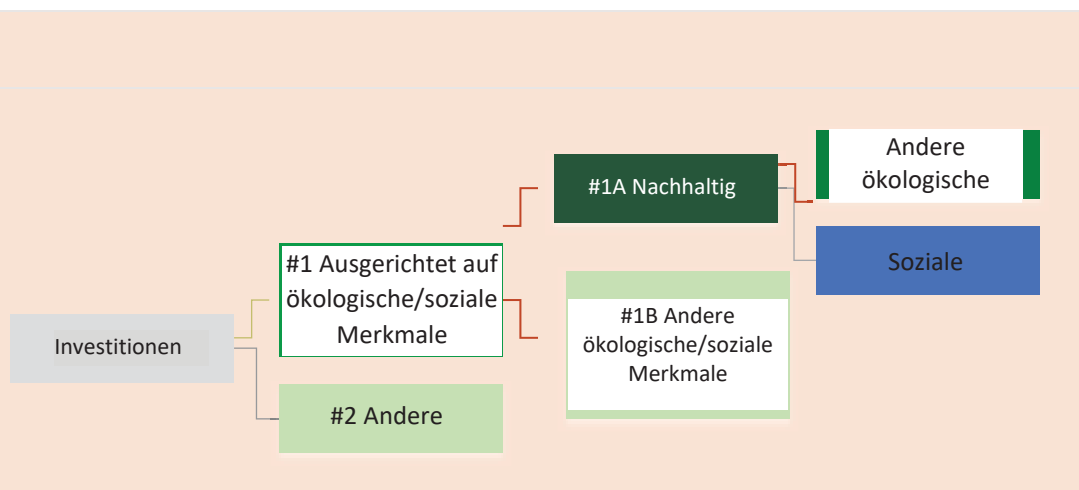 Investitionen
#1 Ausgerichtet auf
ökologische/soziale
Merkmale
#2 Andere
#1A Nachhaltig
#1B Andere
ökologische/soziale
Merkmale
Andere
ökologische
Soziale